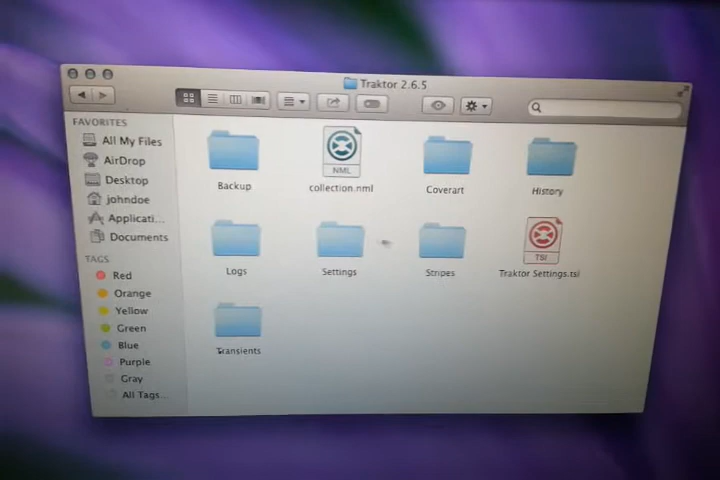 Traktor 2.6.5
FAVORITES
All My Files
AirDrop
Desktop
johndoe
Applicati...
Documents
TAGS
Red
Orange
Yellow
Green
Blue
Purple
Gray
All Tags...
Backup
NML
collection.nml
Coverart
History
Logs
Settings
Stripes
TSI
Traktor Settings.tsi
Transients